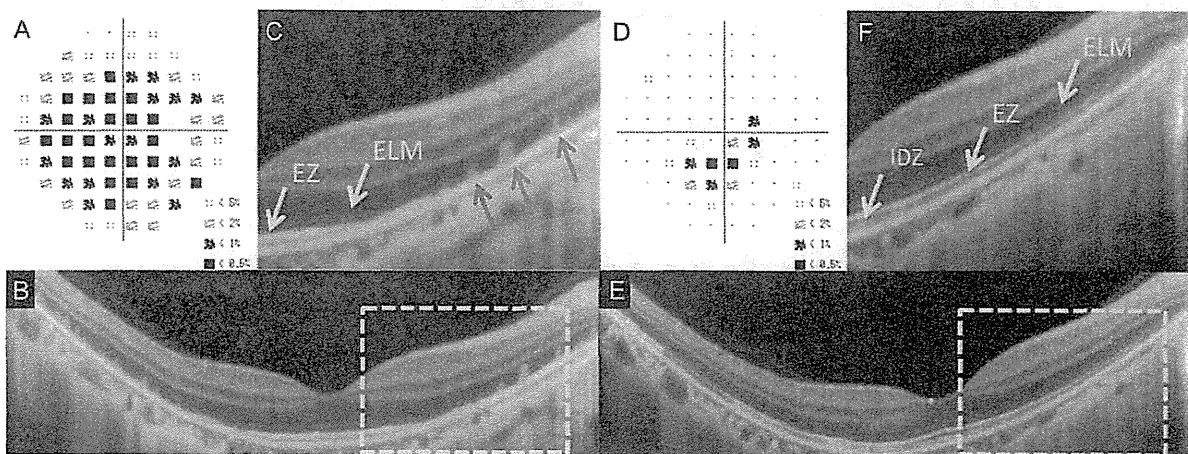 A
< 5%
< 2%
< 1%
< 0.5%
B
C
EZ
ELM
D
< 5%
< 2%
< 1%
< 0.5%
E
F
ELM
EZ
IDZ